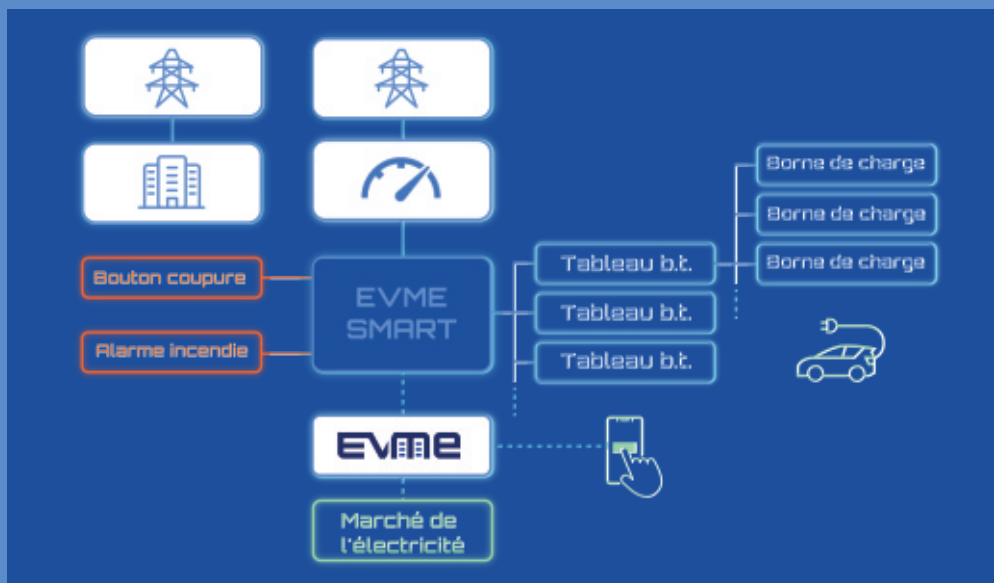 Borne de charge
Borne de charge
Borne de charge
Bouton coupure
Alarme incendie
EVME
SMART
Tableau b.t.
Tableau b.t.
Tableau b.t.
EVME
Marché de
l'électricité